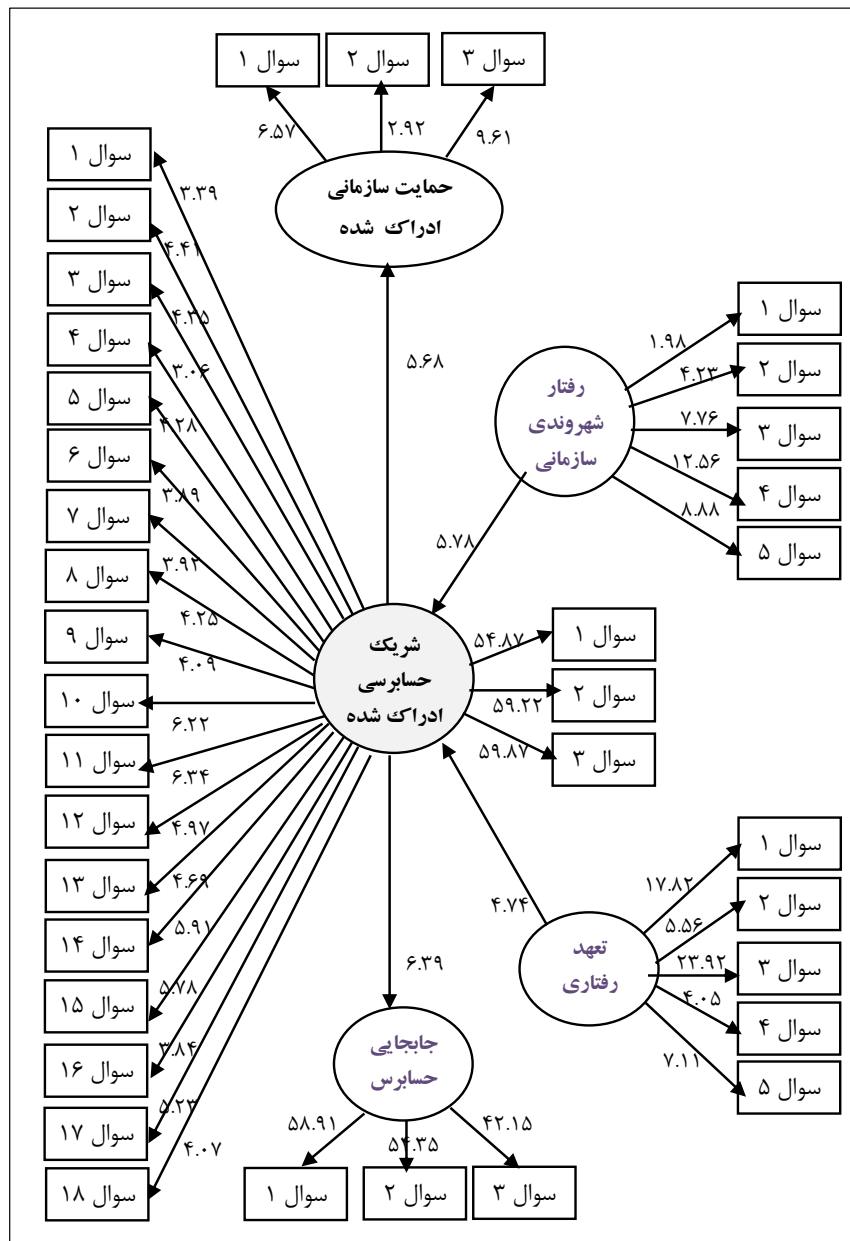 سوال ۱
سوال ۲
سوال ۳
۶.۵۷
۲.۹۲
۹.۶۱
حمایت سازمانی
ادراک شده
سوال ۱
سوال ۲
سوال ۳
سوال ۴
سوال ۵
سوال ۶
سوال ۷
سوال ۸
سوال ۹
سوال ۱۰
سوال ۱۱
سوال ۱۲
سوال ۱۳
سوال ۱۴
سوال ۱۵
سوال ۱۶
سوال ۱۷
سوال ۱۸
۳.۳۹
۴.۴۱
۴.۳۵
۳.۰۶
۴.۲۸
۳.۸۹
۳.۹۲
۴.۲۵
۴.۰۹
۶.۲۲
۶.۳۴
۴.۹۷
۴.۶۹
۵.۹۱
۵.۷۸
۳.۸۴
۵.۲۳
۴.۰۷
۵.۶۸
رفتار
شهروندی
سازمانی
۱.۹۸
۴.۲۳
۷.۷۶
۱۲.۵۶
۸.۸۸
سوال ۱
سوال ۲
سوال ۳
سوال ۴
سوال ۵
۵.۷۸
شریک
حسابرسی
ادراک شده
۵۴.۸۷
۵۹.۲۲
۵۹.۸۷
سوال ۱
سوال ۲
سوال ۳
۴.۷۴
تعهد
رفتاری
۱۷.۸۲
۵.۵۶
۲۳.۹۲
۴.۰۵
۷.۱۱
سوال ۱
سوال ۲
سوال ۳
سوال ۴
سوال ۵
۶.۳۹
جابجایی
حسابرس
۵۸.۹۱
۵۴.۳۵
۴۲.۱۵
سوال ۱
سوال ۲
سوال ۳